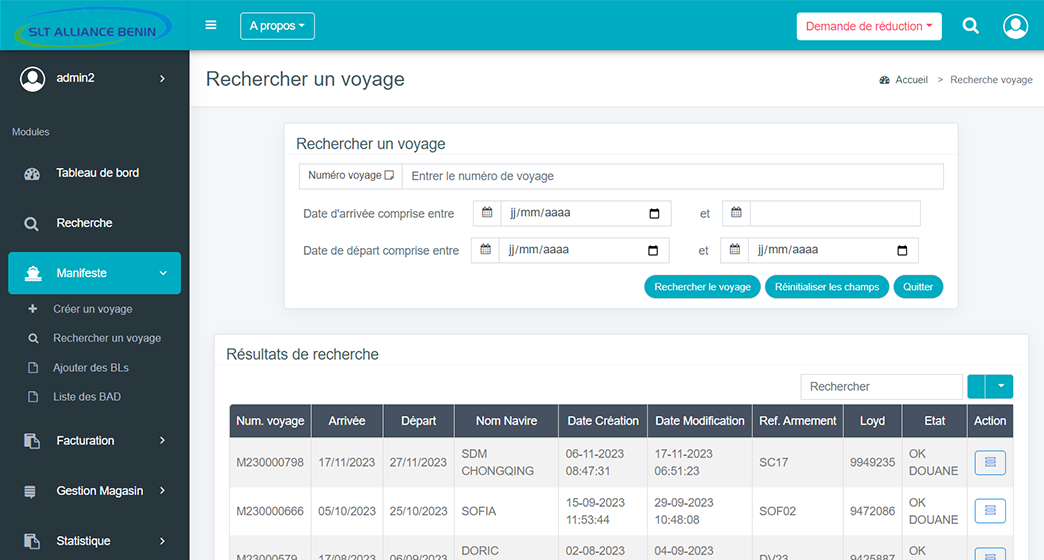 SLT ALLIANCE BENIN
A propos
Demande de réduction
admin2
Rechercher un voyage
Accueil > Recherche voyage
Modules
Tableau de bord
Recherche
Manifeste
Créer un voyage
Rechercher un voyage
Ajouter des BLs
Liste des BAD
Facturation
Gestion Magasin
Statistique
Rechercher un voyage
Numéro voyage Entrer le numéro de voyage
Date d'arrivée comprise entre jj/mm/aaaa et
Date de départ comprise entre jj/mm/aaaa et jj/mm/aaaa
Rechercher le voyage Réinitialiser les champs Quitter
Résultats de recherche
Rechercher
Num. voyage Arrivée Départ Nom Navire Date Création Date Modification Ref. Armement Loyd Etat Action
M230000798 17/11/2023 27/11/2023 SDM CHONGQING 06-11-2023 08:47:31 17-11-2023 06:51:23 SC17 9949235 OK DOUANE
M230000666 05/10/2023 25/10/2023 SOFIA 15-09-2023 11:53:44 29-09-2023 10:48:08 SOF02 9472086 OK DOUANE
M230000579 17/08/2023 06/09/2023 DORIC 02-08-2023 04-09-2023 DV23 9425887 OK